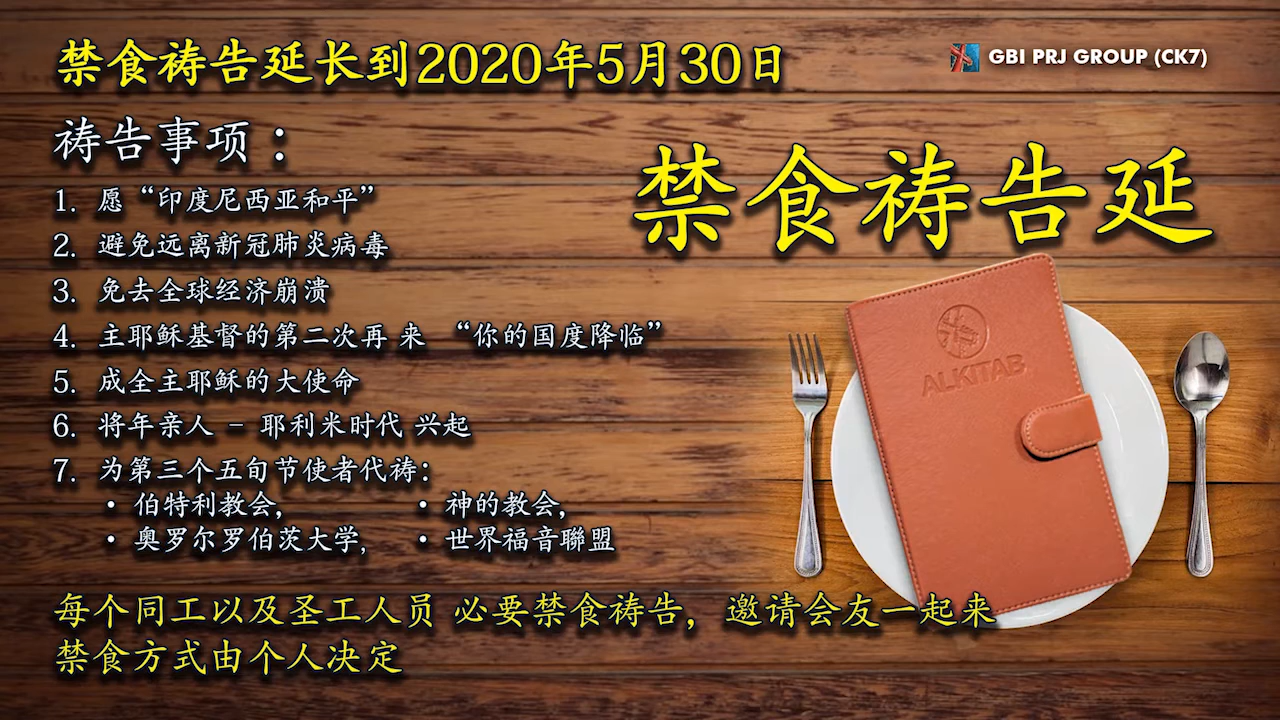 禁食祷告延长到2020年5月30日
GBI PRJ GROUP (CK7)
祷告事项：
禁食祷告延
1. 愿“印度尼西亚和平”
2. 避免远离新冠肺炎病毒
3. 免去全球经济崩溃
4. 主耶稣基督的第二次再 来 “你的国度降临”
5. 成全主耶稣的大使命
6. 将年亲人 – 耶利米时代 兴起
7. 为第三个五旬节使者代祷：
• 伯特利教会， • 神的教会，
• 奥罗尔罗伯茨大学, • 世界福音聯盟
ALKITAB
每个同工以及圣工人员 必要禁食祷告，邀请会友一起来
禁食方式由个人决定